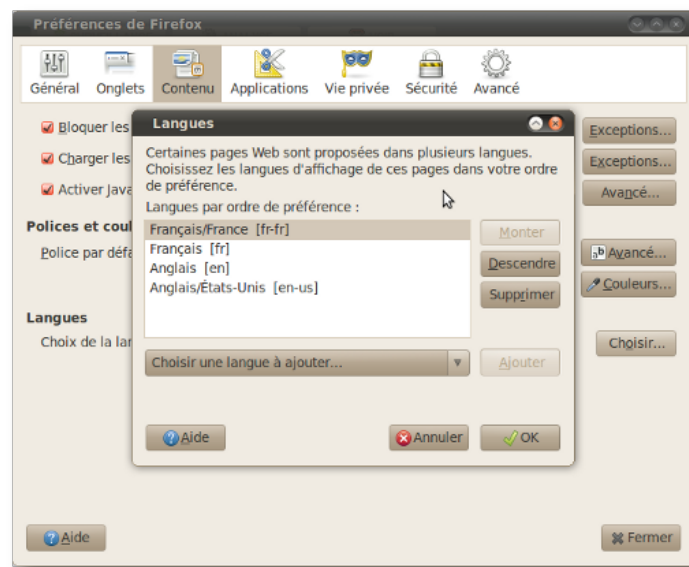 Préférences de Firefox
Général Onglets Contenu Applications Vie privée Sécurité Avancé
Bloquer les
Exceptions...
Charger les
Exceptions...
Activer Java
Avancé...
Polices et coul
Police par défa
Avancé...
Couleurs...
Langues
Choix de la lan
Choisir...
Langues
Certaines pages Web sont proposées dans plusieurs langues.
Choisissez les langues d'affichage de ces pages dans votre ordre
de préférence.
Langues par ordre de préférence :
Français/France [fr-fr]
Français [fr]
Anglais [en]
Anglais/États-Unis [en-us]
Monter
Descendre
Supprimer
Choisir une langue à ajouter...
Ajouter
Aide
Annuler
OK
Aide
Fermer